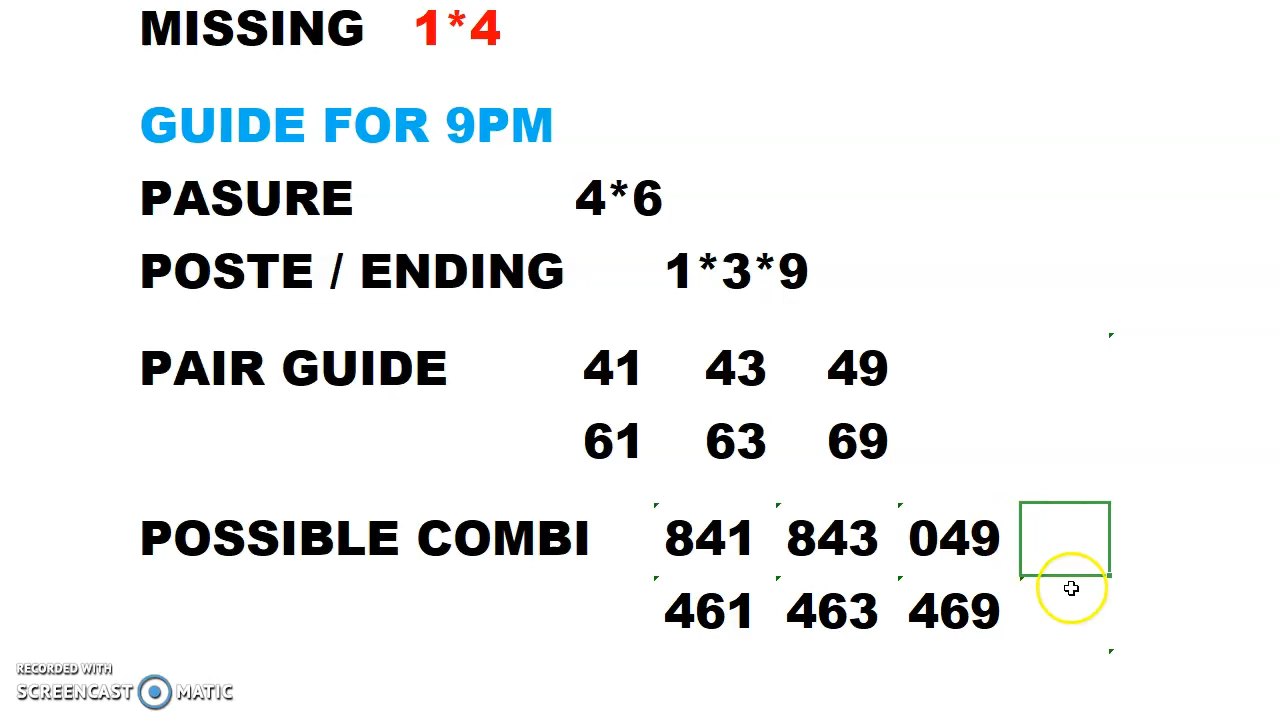 MISSING 1*4
GUIDE FOR 9PM
PASURE 4*6
POSTE / ENDING 1*3*9
PAIR GUIDE 41 43 49
61 63 69
POSSIBLE COMBI 841 843 049
461 463 469
RECORDED WITH
SCREENCAST MATIC